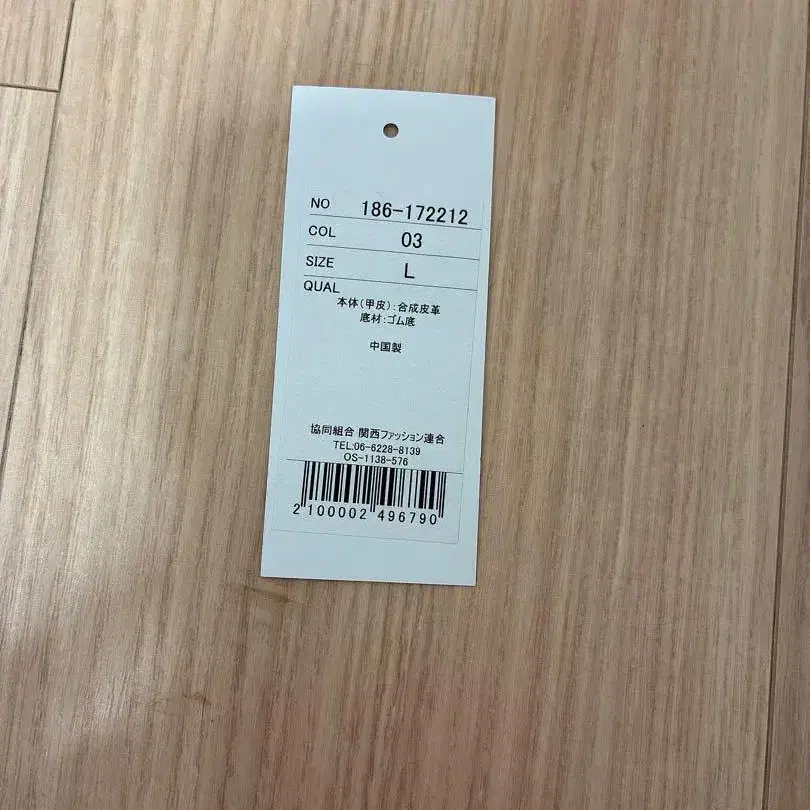 NO 186-172212
COL 03
SIZE L
QUAL
本体(甲皮):合成皮革
底材:ゴム底
中国製
協同組合 関西ファッション連合
TEL:06-6228-8139
OS-1138-576
2 100002 496790